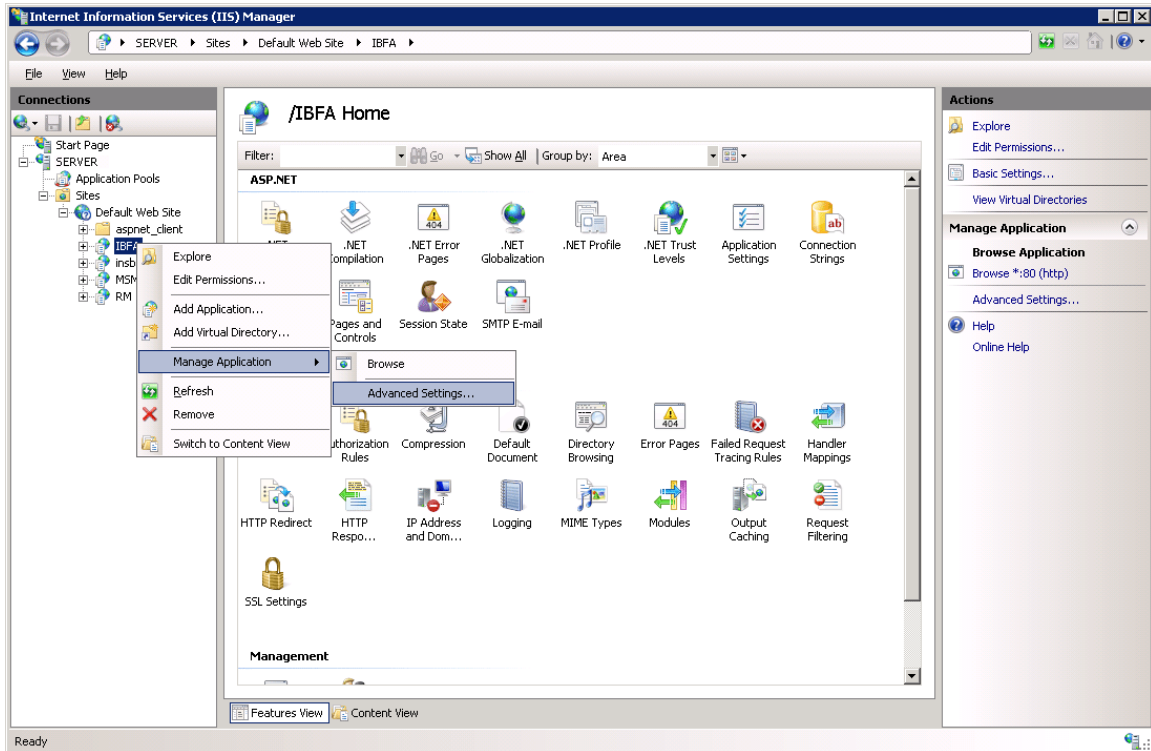 Internet Information Services (IIS) Manager
SERVER Sites Default Web Site IBFA
File View Help
Connections
Start Page
SERVER
Application Pools
Sites
Default Web Site
aspnet_client
IBFA
insb
MSM
RM
Explore
Edit Permissions...
Add Application...
Add Virtual Directory...
Manage Application
Refresh
Remove
Switch to Content View
Browse
Advanced Settings...
/IBFA Home
Filter: Go Show All Group by: Area
ASP.NET
.NET Error Pages
.NET Globalization
.NET Profile
.NET Trust Levels
Application Settings
Connection Strings
.NET
Pages and Controls
Session State
SMTP E-mail
Rules
Compression
Default Document
Directory Browsing
Error Pages
Failed Request Tracing Rules
Handler Mappings
HTTP Redirect
HTTP Respo...
IP Address and Dom...
Logging
MIME Types
Modules
Output Caching
Request Filtering
SSL Settings
Management
Features View Content View
Actions
Explore
Edit Permissions...
Basic Settings...
View Virtual Directories
Manage Application
Browse Application
Browse *:80 (http)
Advanced Settings...
Help
Online Help
Ready